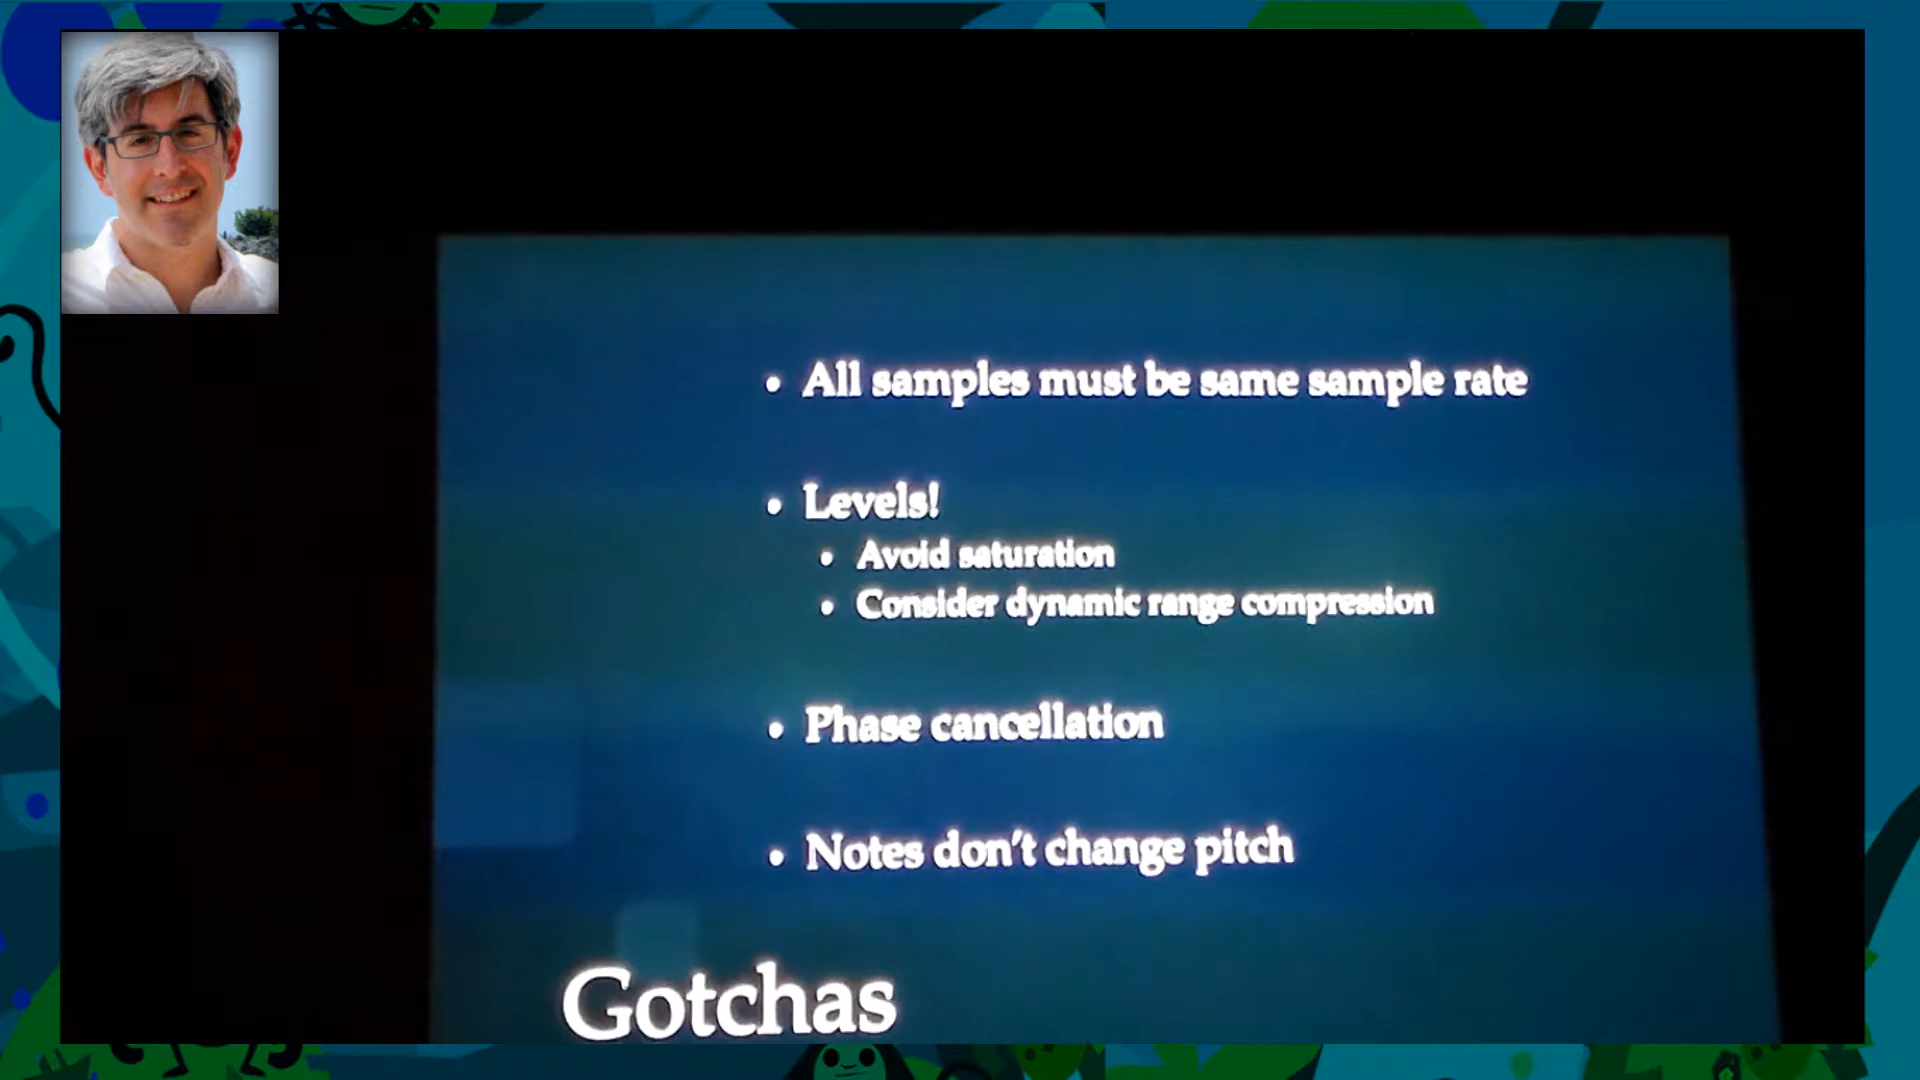 All samples must be same sample rate
Levels!
Avoid saturation
Consider dynamic range compression
Phase cancellation
Notes don't change pitch
Gotchas